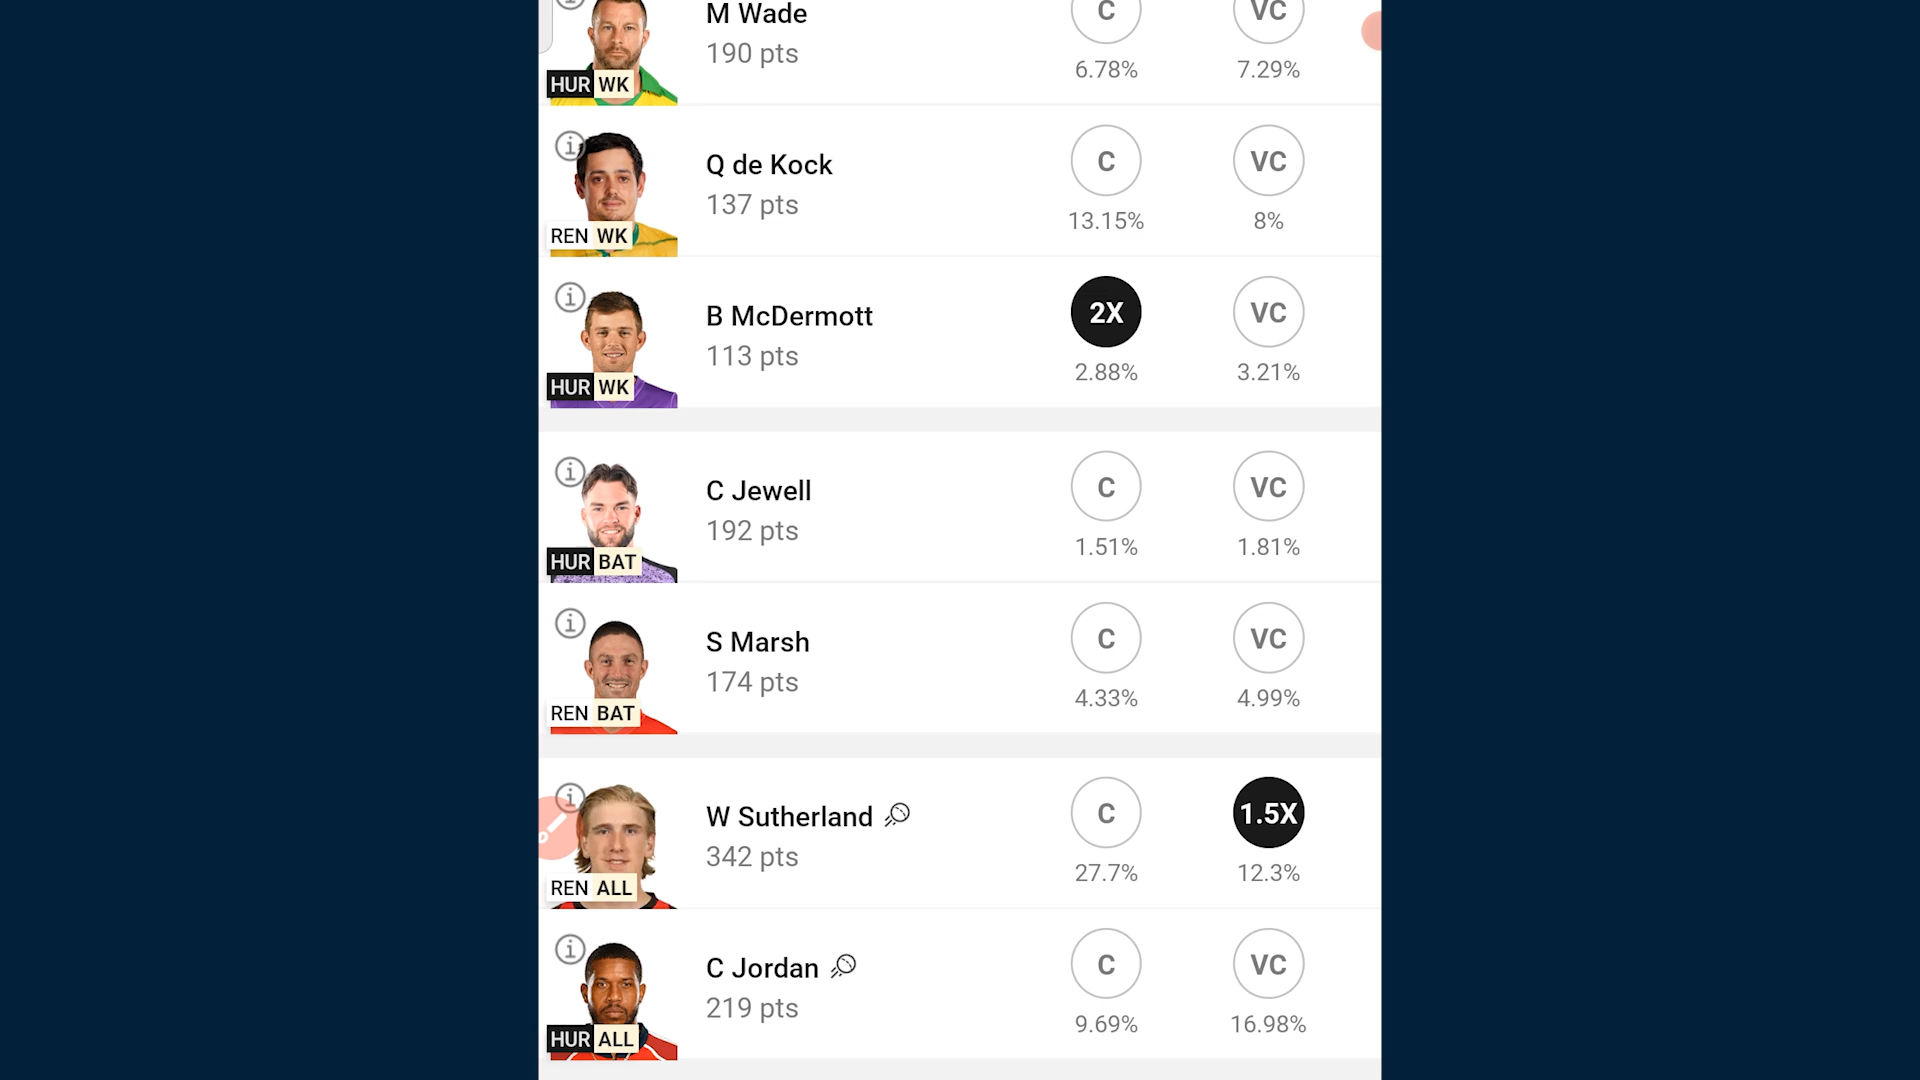 M Wade
C
VC
190 pts
6.78%
7.29%
HUR WK
Q de Kock
C
VC
137 pts
13.15%
8%
REN WK
B McDermott
2X
VC
113 pts
2.88%
3.21%
HUR WK
C Jewell
C
VC
192 pts
1.51%
1.81%
HUR BAT
S Marsh
C
VC
174 pts
4.33%
4.99%
REN BAT
W Sutherland
C
1.5X
342 pts
27.7%
12.3%
REN ALL
C Jordan
C
VC
219 pts
9.69%
16.98%
HUR ALL